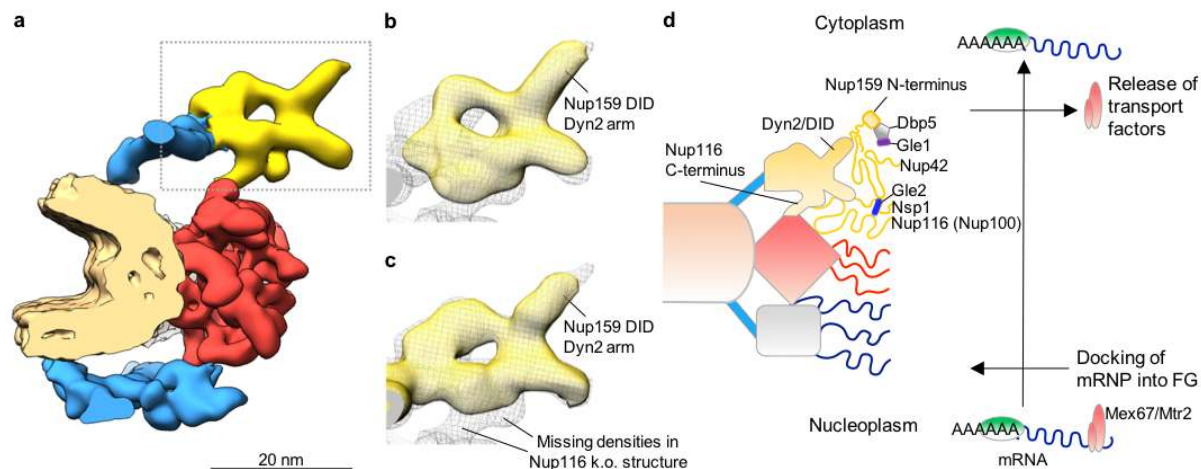 a
20 nm
b
Nup159 DID
Dyn2 arm
c
Nup159 DID
Dyn2 arm
Missing densities in
Nup116 k.o. structure
d
Cytoplasm
AAAAAA
Nup159 N-terminus
Dbp5
Gle1
Dyn2/DID
Nup42
Nup116
C-terminus
Gle2
Nsp1
Nup116 (Nup100)
Release of
transport
factors
Docking of
mRNP into FG
Mex67/Mtr2
Nucleoplasm
AAAAAA
mRNA